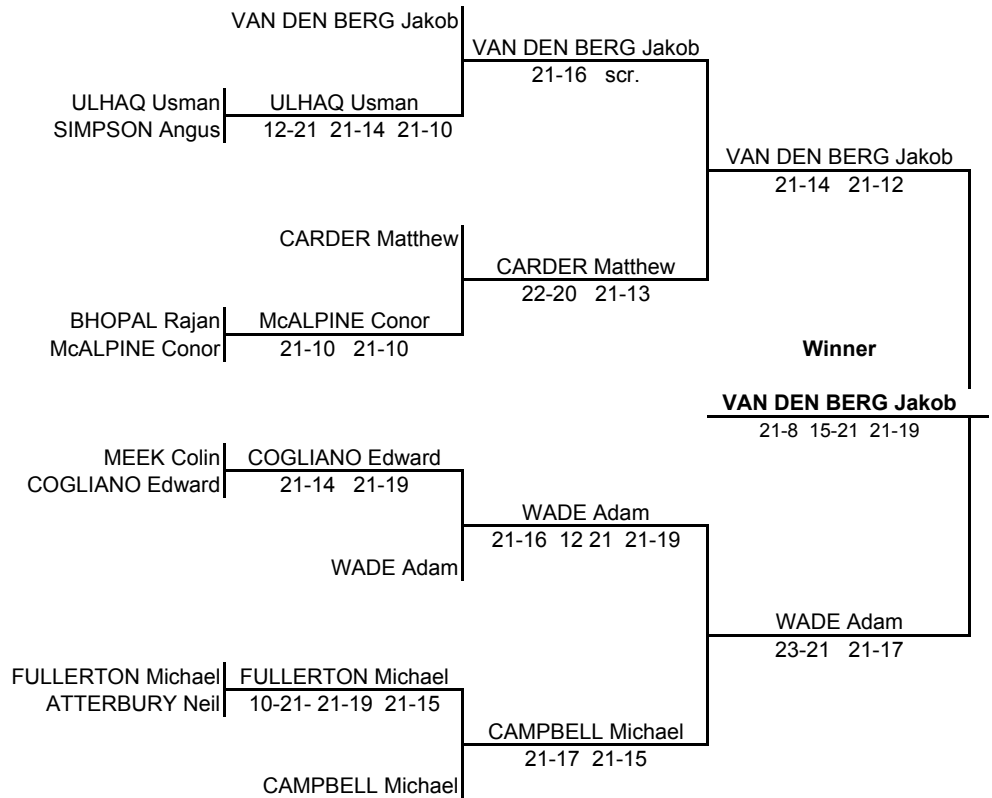 VAN DEN BERG Jakob
VAN DEN BERG Jakob
21-16 scr.
ULHAQ Usman ULHAQ Usman
SIMPSON Angus 12-21 21-14 21-10
VAN DEN BERG Jakob
21-14 21-12
CARDER Matthew
CARDER Matthew
22-20 21-13
BHOPAL Rajan McALPINE Conor
McALPINE Conor 21-10 21-10
Winner
VAN DEN BERG Jakob
21-8 15-21 21-19
MEEK Colin COGLIANO Edward
COGLIANO Edward 21-14 21-19
WADE Adam
21-16 12 21 21-19
WADE Adam
WADE Adam
23-21 21-17
FULLERTON Michael FULLERTON Michael
ATTERBURY Neil 10-21- 21-19 21-15
CAMPBELL Michael
21-17 21-15
CAMPBELL Michael